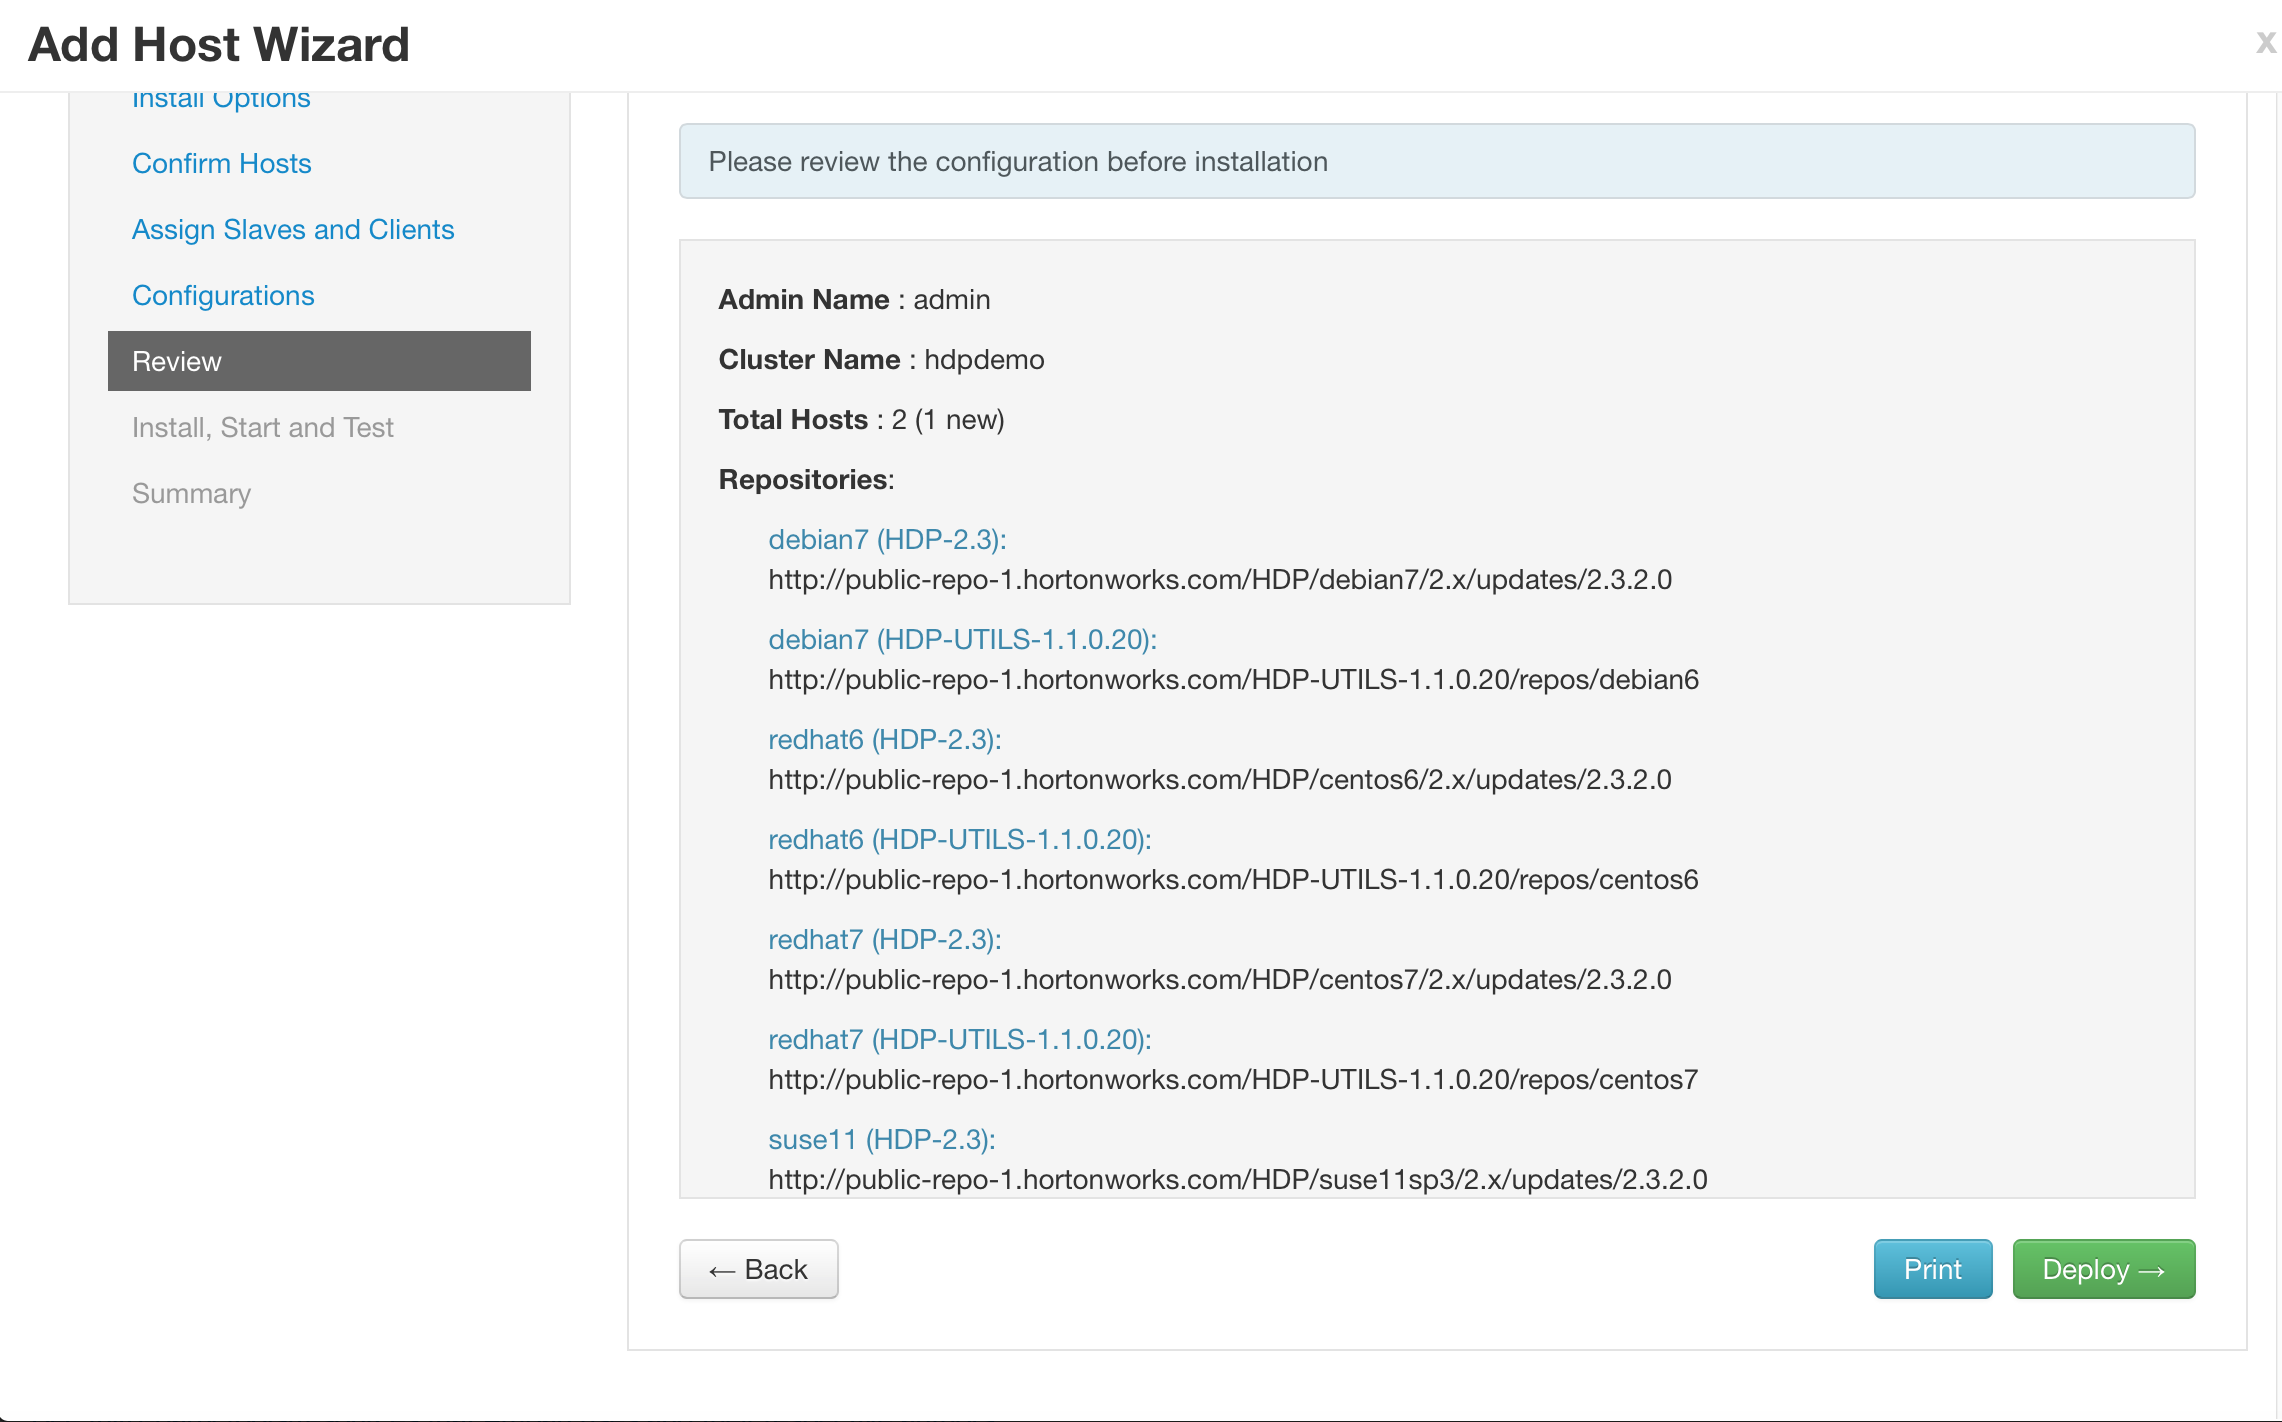 Add Host Wizard
x
Install Options
Confirm Hosts
Assign Slaves and Clients
Configurations
Review
Install, Start and Test
Summary
Please review the configuration before installation
Admin Name : admin
Cluster Name : hdpdemo
Total Hosts : 2 (1 new)
Repositories:
debian7 (HDP-2.3):
http://public-repo-1.hortonworks.com/HDP/debian7/2.x/updates/2.3.2.0
debian7 (HDP-UTILS-1.1.0.20):
http://public-repo-1.hortonworks.com/HDP-UTILS-1.1.0.20/repos/debian6
redhat6 (HDP-2.3):
http://public-repo-1.hortonworks.com/HDP/centos6/2.x/updates/2.3.2.0
redhat6 (HDP-UTILS-1.1.0.20):
http://public-repo-1.hortonworks.com/HDP-UTILS-1.1.0.20/repos/centos6
redhat7 (HDP-2.3):
http://public-repo-1.hortonworks.com/HDP/centos7/2.x/updates/2.3.2.0
redhat7 (HDP-UTILS-1.1.0.20):
http://public-repo-1.hortonworks.com/HDP-UTILS-1.1.0.20/repos/centos7
suse11 (HDP-2.3):
http://public-repo-1.hortonworks.com/HDP/suse11sp3/2.x/updates/2.3.2.0
← Back
Print
Deploy →